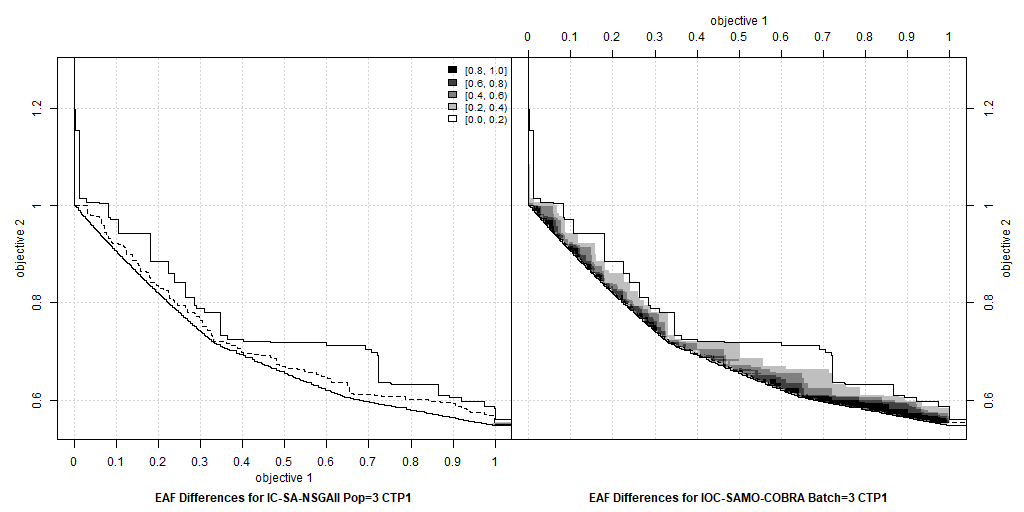 objective 1
0 0.1 0.2 0.3 0.4 0.5 0.6 0.7 0.8 0.9 1
[0.8, 1.0]
[0.6, 0.8)
[0.4, 0.6)
[0.2, 0.4)
[0.0, 0.2)
objective 2
1.2
1
0.8
0.6
objective 2
1.2
1
0.8
0.6
0 0.1 0.2 0.3 0.4 0.5 0.6 0.7 0.8 0.9 1
objective 1
EAF Differences for IC-SA-NSGAII Pop=3 CTP1
EAF Differences for IOC-SAMO-COBRA Batch=3 CTP1